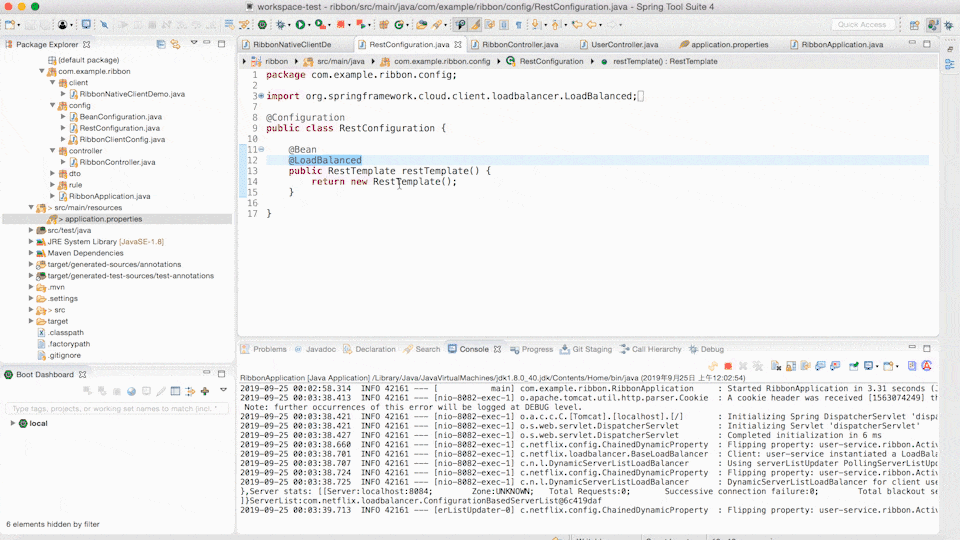 workspace-test - ribbon/src/main/java/com/example/ribbon/config/RestConfiguration.java - Spring Tool Suite 4
Quick Access
Package Explorer
(default package)
com.example.ribbon
client
RibbonNativeClientDemo.java
config
BeanConfiguration.java
RestConfiguration.java
RibbonClientConfig.java
controller
RibbonController.java
dto
rule
RibbonApplication.java
> src/main/resources
> application.properties
src/test/java
JRE System Library [JavaSE-1.8]
Maven Dependencies
target/generated-sources/annotations
target/generated-test-sources/test-annotations
.mvn
.settings
> src
target
.classpath
.factorypath
.gitignore
Boot Dashboard
Type tags, projects, or working set names to match (incl. *
local
6 elements hidden by filter
RibbonNativeClientDe
RestConfiguration.java
RibbonController.java
UserController.java
application.properties
RibbonApplication.java
ribbon
src/main/java
com.example.ribbon.config
RestConfiguration
restTemplate() : RestTemplate
1 package com.example.ribbon.config;
2
3 import org.springframework.cloud.client.loadbalancer.LoadBalanced;
7
8 @Configuration
9 public class RestConfiguration {
10
11 @Bean
12 @LoadBalanced
13 public RestTemplate restTemplate() {
14 return new RestTemplate();
15 }
16
17 }
Problems
Javadoc
Declaration
Search
Console
Progress
Git Staging
Call Hierarchy
Debug
RibbonApplication [Java Application] /Library/Java/JavaVirtualMachines/jdk1.8.0_40.jdk/Contents/Home/bin/java (2019年9月25日 上午12:02:54)
2019-09-25 00:02:58.314 INFO 42161 --- [ main] com.example.ribbon.RibbonApplication : Started RibbonApplication in 3.31 seconds (
2019-09-25 00:03:38.413 INFO 42161 --- [nio-8082-exec-1] o.apache.tomcat.util.http.parser.Cookie : A cookie header was received [1563074249] th
Note: further occurrences of this error will be logged at DEBUG level.
2019-09-25 00:03:38.421 INFO 42161 --- [nio-8082-exec-1] o.a.c.c.C.[Tomcat].[localhost].[/] : Initializing Spring DispatcherServlet 'dispa
2019-09-25 00:03:38.421 INFO 42161 --- [nio-8082-exec-1] o.s.web.servlet.DispatcherServlet : Initializing Servlet 'dispatcherServlet'
2019-09-25 00:03:38.427 INFO 42161 --- [nio-8082-exec-1] o.s.web.servlet.DispatcherServlet : Completed initialization in 6 ms
2019-09-25 00:03:38.660 INFO 42161 --- [nio-8082-exec-1] c.netflix.config.ChainedDynamicProperty : Flipping property: user-service.ribbon.Activ
2019-09-25 00:03:38.701 INFO 42161 --- [nio-8082-exec-1] c.netflix.loadbalancer.BaseLoadBalancer : Client: user-service instantiated a LoadBala
2019-09-25 00:03:38.707 INFO 42161 --- [nio-8082-exec-1] c.n.l.DynamicServerListLoadBalancer : Using serverListUpdater PollingServerListUpda
2019-09-25 00:03:38.724 INFO 42161 --- [nio-8082-exec-1] c.netflix.config.ChainedDynamicProperty : Flipping property: user-service.ribbon.Activ
2019-09-25 00:03:38.725 INFO 42161 --- [nio-8082-exec-1] c.n.l.DynamicServerListLoadBalancer : DynamicServerListLoadBalancer for client use
},Server stats: [[Server:localhost:8084; Zone:UNKNOWN; Total Requests:0; Successive connection failure:0; Total blackout se
]}ServerList:com.netflix.loadbalancer.ConfigurationBasedServerList@6c419daf
2019-09-25 00:03:39.713 INFO 42161 --- [erListUpdater-0] c.netflix.config.ChainedDynamicProperty : Flipping property: user-service.ribbon.Activ